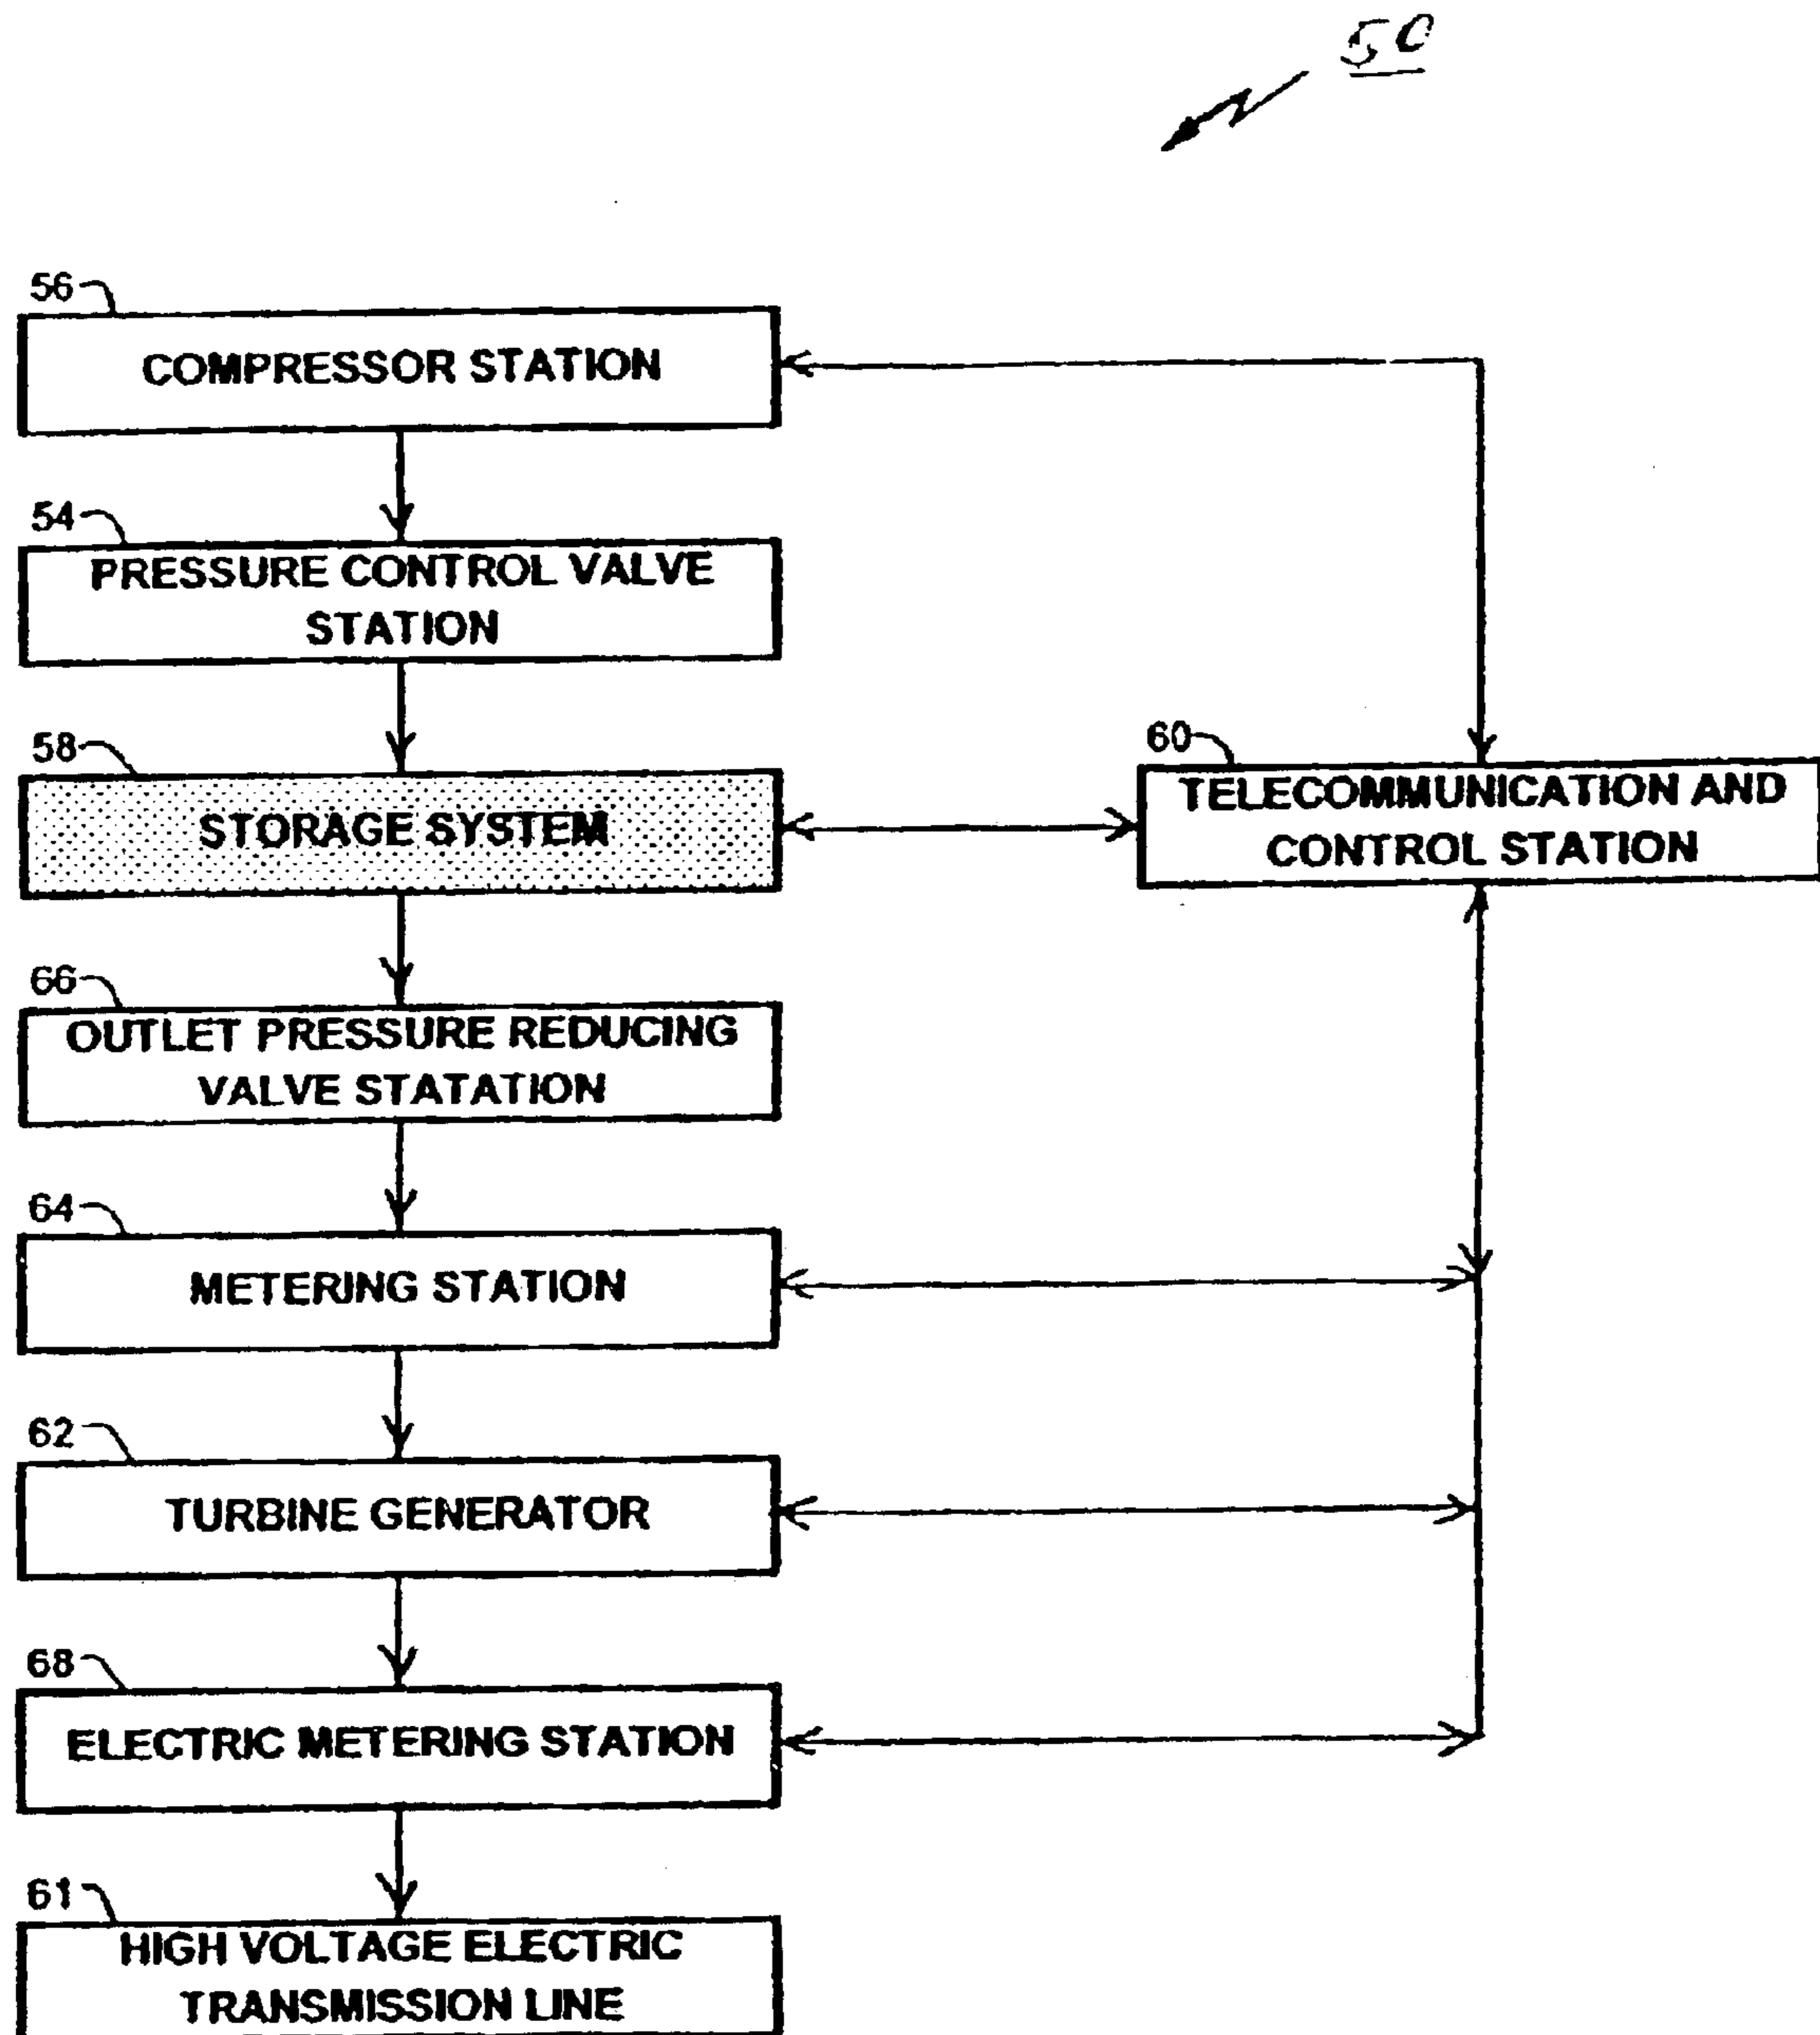 50
56
COMPRESSOR STATION
54
PRESSURE CONTROL VALVE
STATION
58
STORAGE SYSTEM
60
TELECOMMUNICATION AND
CONTROL STATION
66
OUTLET PRESSURE REDUCING
VALVE STATATION
64
METERING STATION
62
TURBINE GENERATOR
68
ELECTRIC METERING STATION
61
HIGH VOLTAGE ELECTRIC
TRANSMISSION LINE